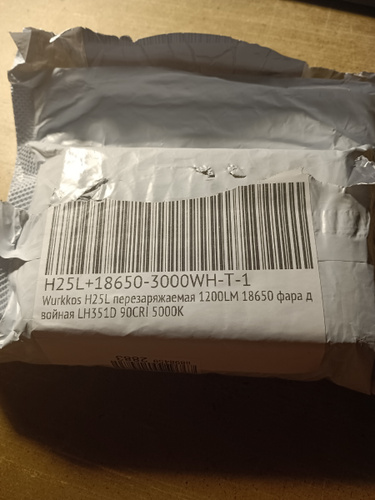 H25L+18650-3000WH-T-1
Wurkkos H25L перезаряжаемая 1200LM 18650 фара д
войная LH351D 90CRI 5000K